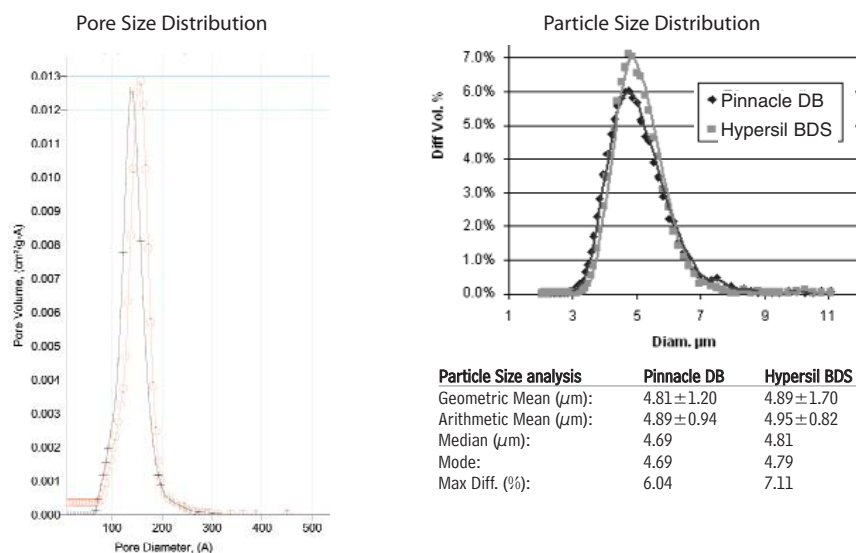 Pore Size Distribution
0.013
0.012
0.011
0.010
0.009
0.008
0.007
0.006
0.005
0.004
0.003
0.002
0.001
0.000
100 200 300 400 500
Pore Volume, (cm³/g·A)
Pore Diameter, (A)
Particle Size Distribution
7.0%
6.0%
5.0%
4.0%
3.0%
2.0%
1.0%
0.0%
Diff Vol. %
Pinnacle DB
Hypersil BDS
1 3 5 7 9 11
Diam. µm
Particle Size analysis Pinnacle DB Hypersil BDS
Geometric Mean (µm): 4.81±1.20 4.89±1.70
Arithmetic Mean (µm): 4.89±0.94 4.95±0.82
Median (µm): 4.69 4.81
Mode: 4.69 4.79
Max Diff. (%): 6.04 7.11